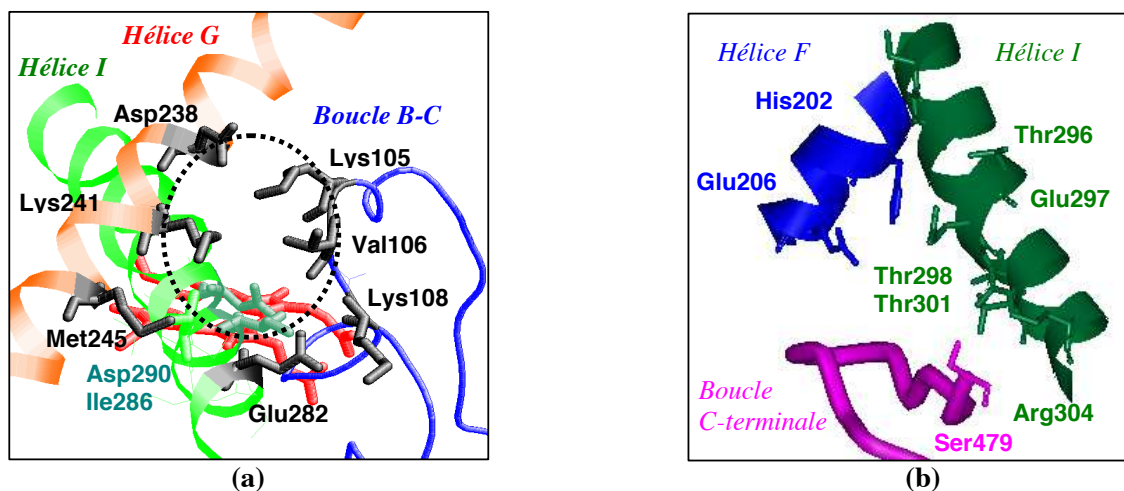 Hélice G
Hélice I
Asp238
Boucle B-C
Lys105
Lys241
Val106
Lys108
Met245
Asp290
Ile286
Glu282
(a)
Hélice F
Hélice I
His202
Thr296
Glu206
Glu297
Thr298
Thr301
Boucle
C-terminale
Arg304
Ser479
(b)